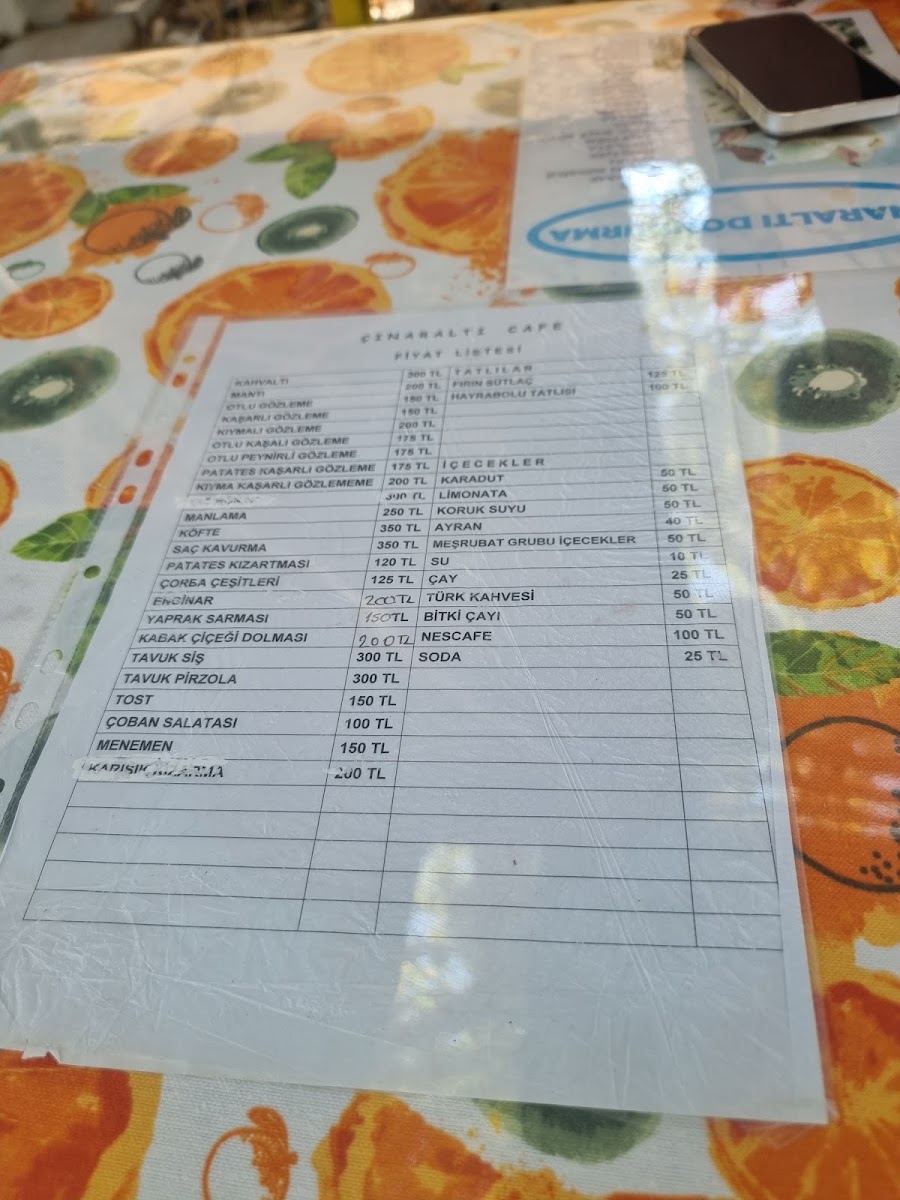 ÇINARALTI CAFE
FİYAT LİSTESİ
KAHVALTI 300 TL TATLILAR
MANTI 200 TL FIRIN SÜTLAÇ 125 TL
OTLU GÖZLEME 150 TL HAYRABOLU TATLISI 100 TL
KAŞARLI GÖZLEME 150 TL
KIYMALI GÖZLEME 200 TL
OTLU KAŞALI GÖZLEME 175 TL
OTLU PEYNİRLİ GÖZLEME 175 TL
PATATES KAŞARLI GÖZLEME 175 TL İÇECEKLER
KIYMA KAŞARLI GÖZLEMEME 200 TL KARADUT 50 TL
300 TL LİMONATA 50 TL
MANLAMA 250 TL KORUK SUYU 50 TL
KÖFTE 350 TL AYRAN 40 TL
SAÇ KAVURMA 350 TL MEŞRUBAT GRUBU İÇECEKLER 50 TL
PATATES KIZARTMASI 120 TL SU 10 TL
ÇORBA ÇEŞİTLERİ 125 TL ÇAY 25 TL
ENGİNAR 200 TL TÜRK KAHVESİ 50 TL
YAPRAK SARMASI 150 TL BİTKİ ÇAYI 50 TL
KABAK ÇİÇEĞİ DOLMASI 200 TL NESCAFE 100 TL
TAVUK ŞİŞ 300 TL SODA 25 TL
TAVUK PİRZOLA 300 TL
TOST 150 TL
ÇOBAN SALATASI 100 TL
MENEMEN 150 TL
KARIŞIK KIZARMA 200 TL